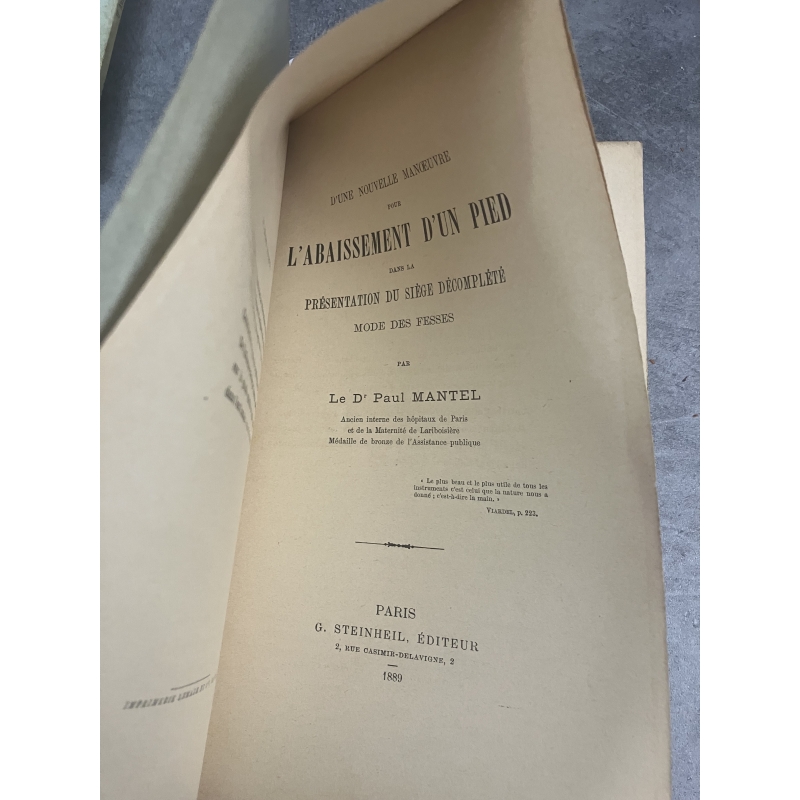 D'UNE NOUVELLE MANŒUVRE
POUR
L'ABAISSEMENT D'UN PIED
DANS LA
PRÉSENTATION DU SIÈGE DÉCOMPLÉTÉ
MODE DES FESSES
PAR
Le Dr Paul MANTEL
Ancien interne des hôpitaux de Paris
et de la Maternité de Lariboisière
Médaille de bronze de l'Assistance publique
« Le plus beau et le plus utile de tous les
instruments c'est celui que la nature nous a
donné ; c'est-à-dire la main. »
VIARDEL, p. 223.
PARIS
G. STEINHEIL, ÉDITEUR
2, RUE CASIMIR-DELAVIGNE, 2
1889
IMPRIMERIE